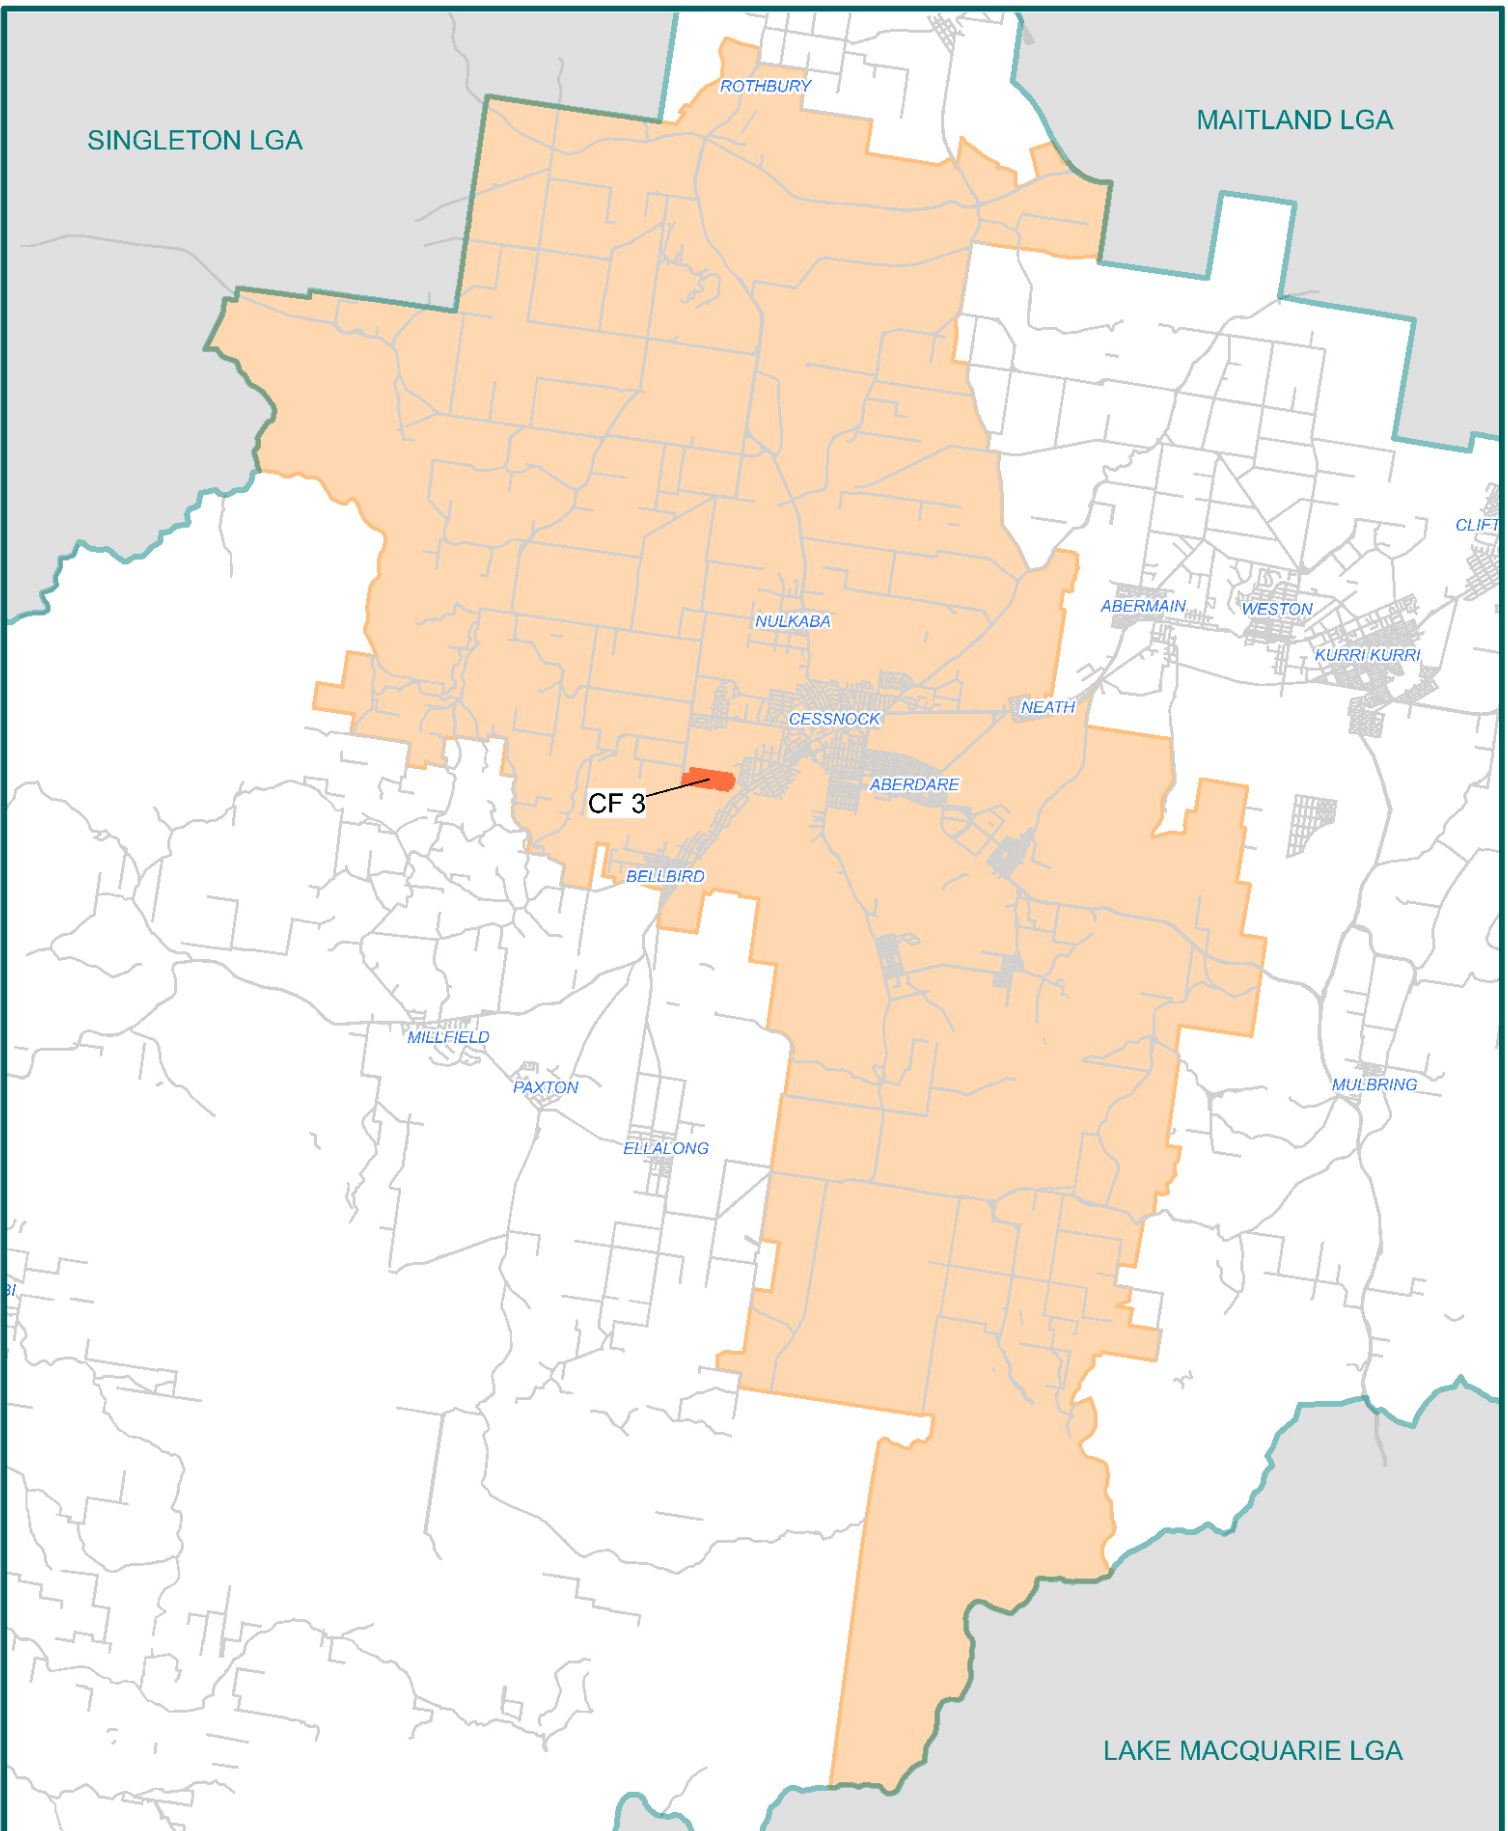 ROTHBURY
MAITLAND LGA
SINGLETON LGA
CLIFT
ABERMAIN
WESTON
NULKABA
KURRI KURRI
NEATH
CESSNOCK
ABERDARE
CF 3
BELLBIRD
MILLFIELD
PAXTON
MULBRING
ELLALONG
BI
LAKE MACQUARIE LGA